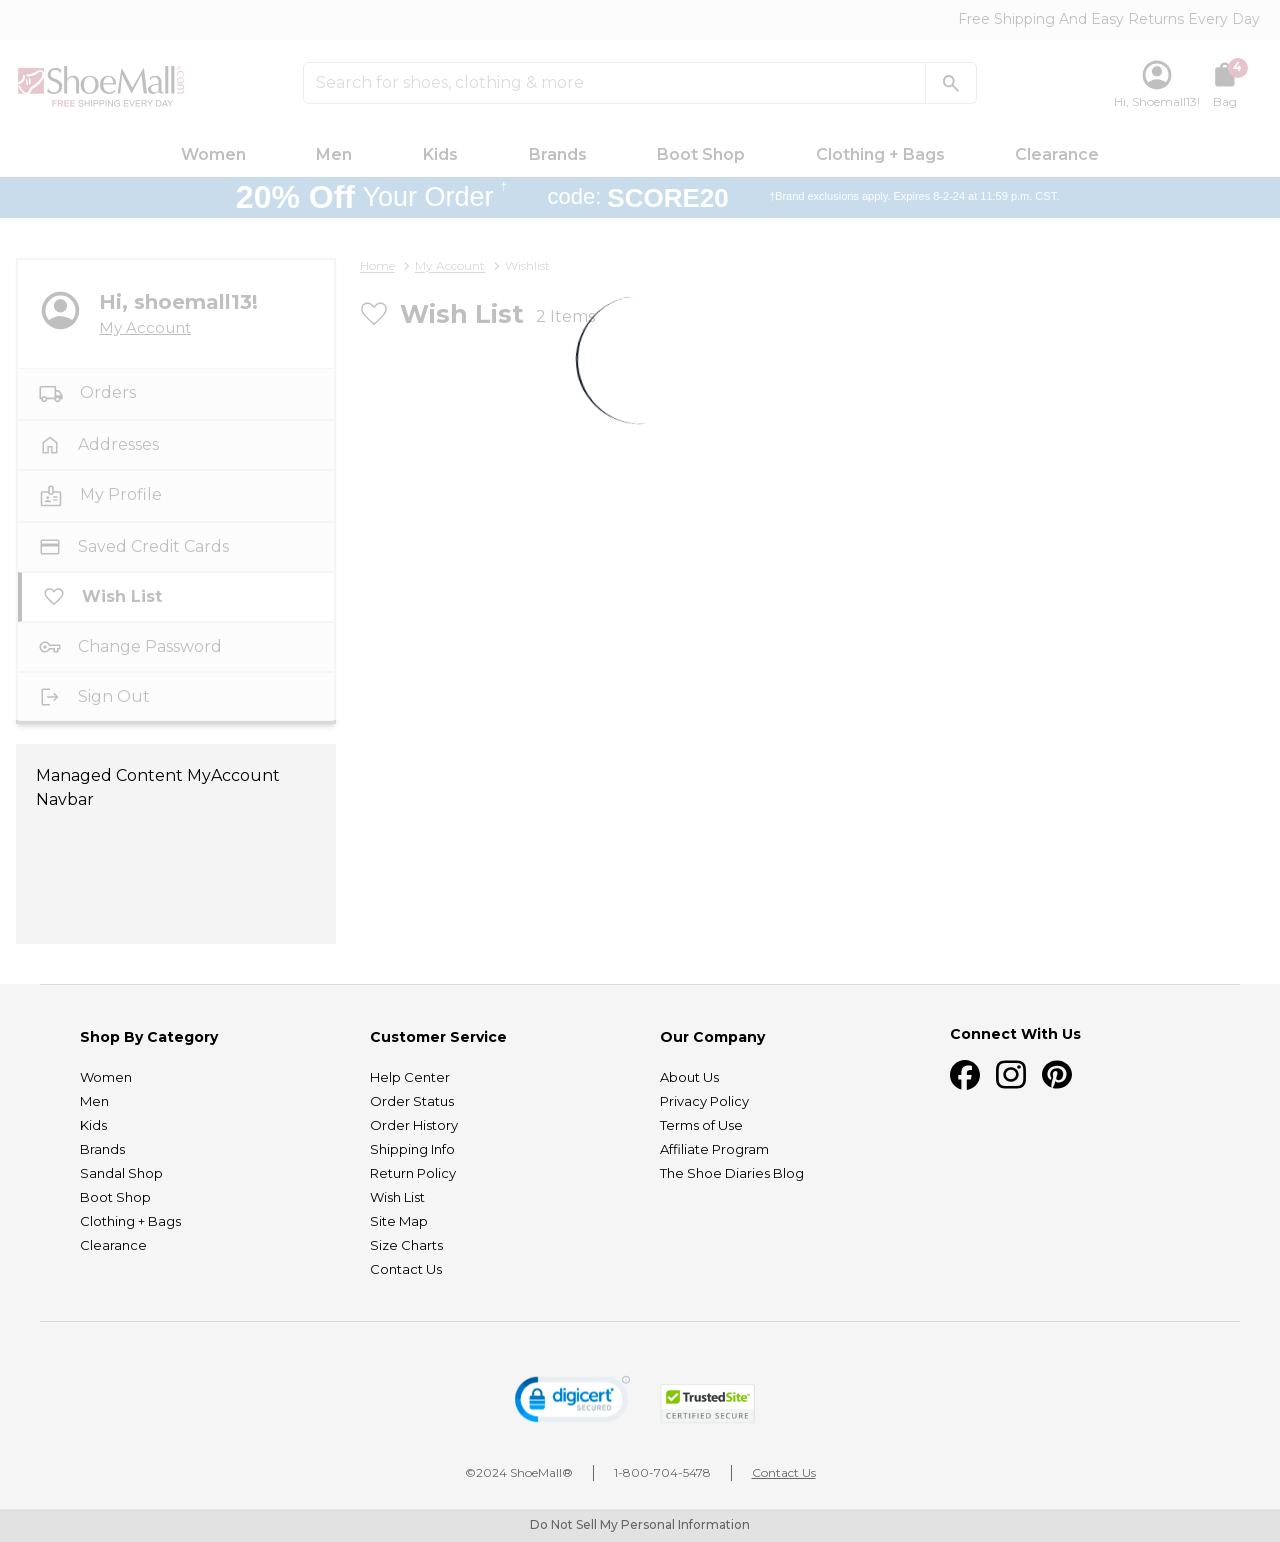 Free Shipping And Easy Returns Every Day
ShoeMall.com
FREE SHIPPING EVERY DAY
Search for shoes, clothing & more
4
Hi, Shoemall13! Bag
Women Men Kids Brands Boot Shop Clothing + Bags Clearance
20% Off Your Order † code: SCORE20 †Brand exclusions apply. Expires 8-2-24 at 11:59 p.m. CST.
Home My Account Wishlist
Hi, shoemall13!
My Account
Wish List 2 Items
Orders
Addresses
My Profile
Saved Credit Cards
Wish List
Change Password
Sign Out
Managed Content MyAccount
Navbar
Shop By Category
Women
Men
Kids
Brands
Sandal Shop
Boot Shop
Clothing + Bags
Clearance
Customer Service
Help Center
Order Status
Order History
Shipping Info
Return Policy
Wish List
Site Map
Size Charts
Contact Us
Our Company
About Us
Privacy Policy
Terms of Use
Affiliate Program
The Shoe Diaries Blog
Connect With Us
digicert
SECURED
TrustedSite
CERTIFIED SECURE
©2024 ShoeMall® 1-800-704-5478 Contact Us
Do Not Sell My Personal Information